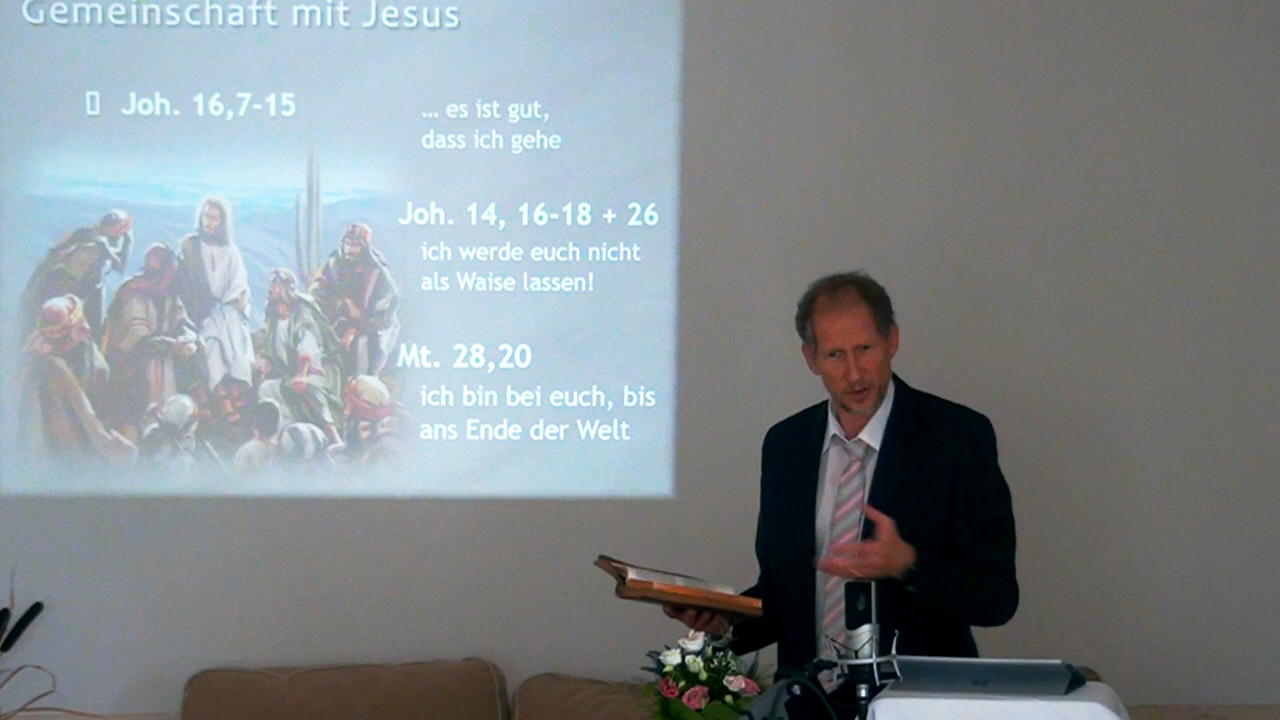 Gemeinschaft mit Jesus
▯ Joh. 16,7-15
... es ist gut,
dass ich gehe
Joh. 14, 16-18 + 26
ich werde euch nicht
als Waise lassen!
Mt. 28,20
ich bin bei euch, bis
ans Ende der Welt